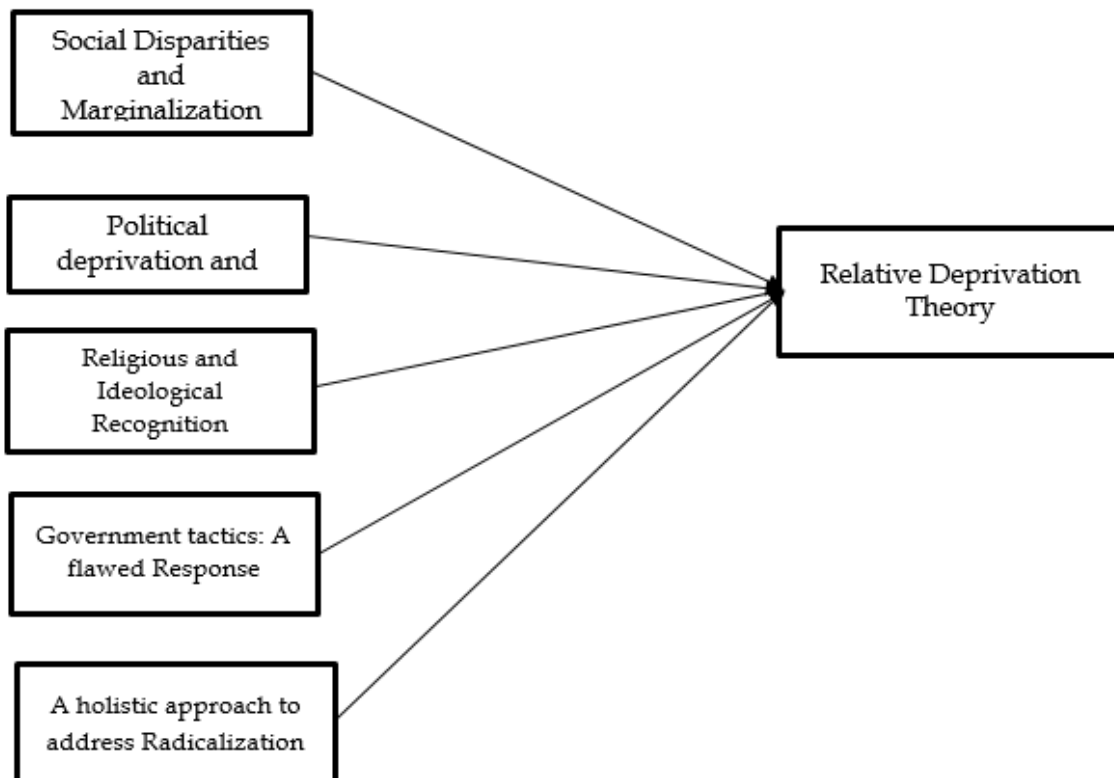 Social Disparities
and
Marginalization
Political
deprivation and
Religious and
Ideological
Recognition
Government tactics: A
flawed Response
A holistic approach to
address Radicalization
Relative Deprivation
Theory